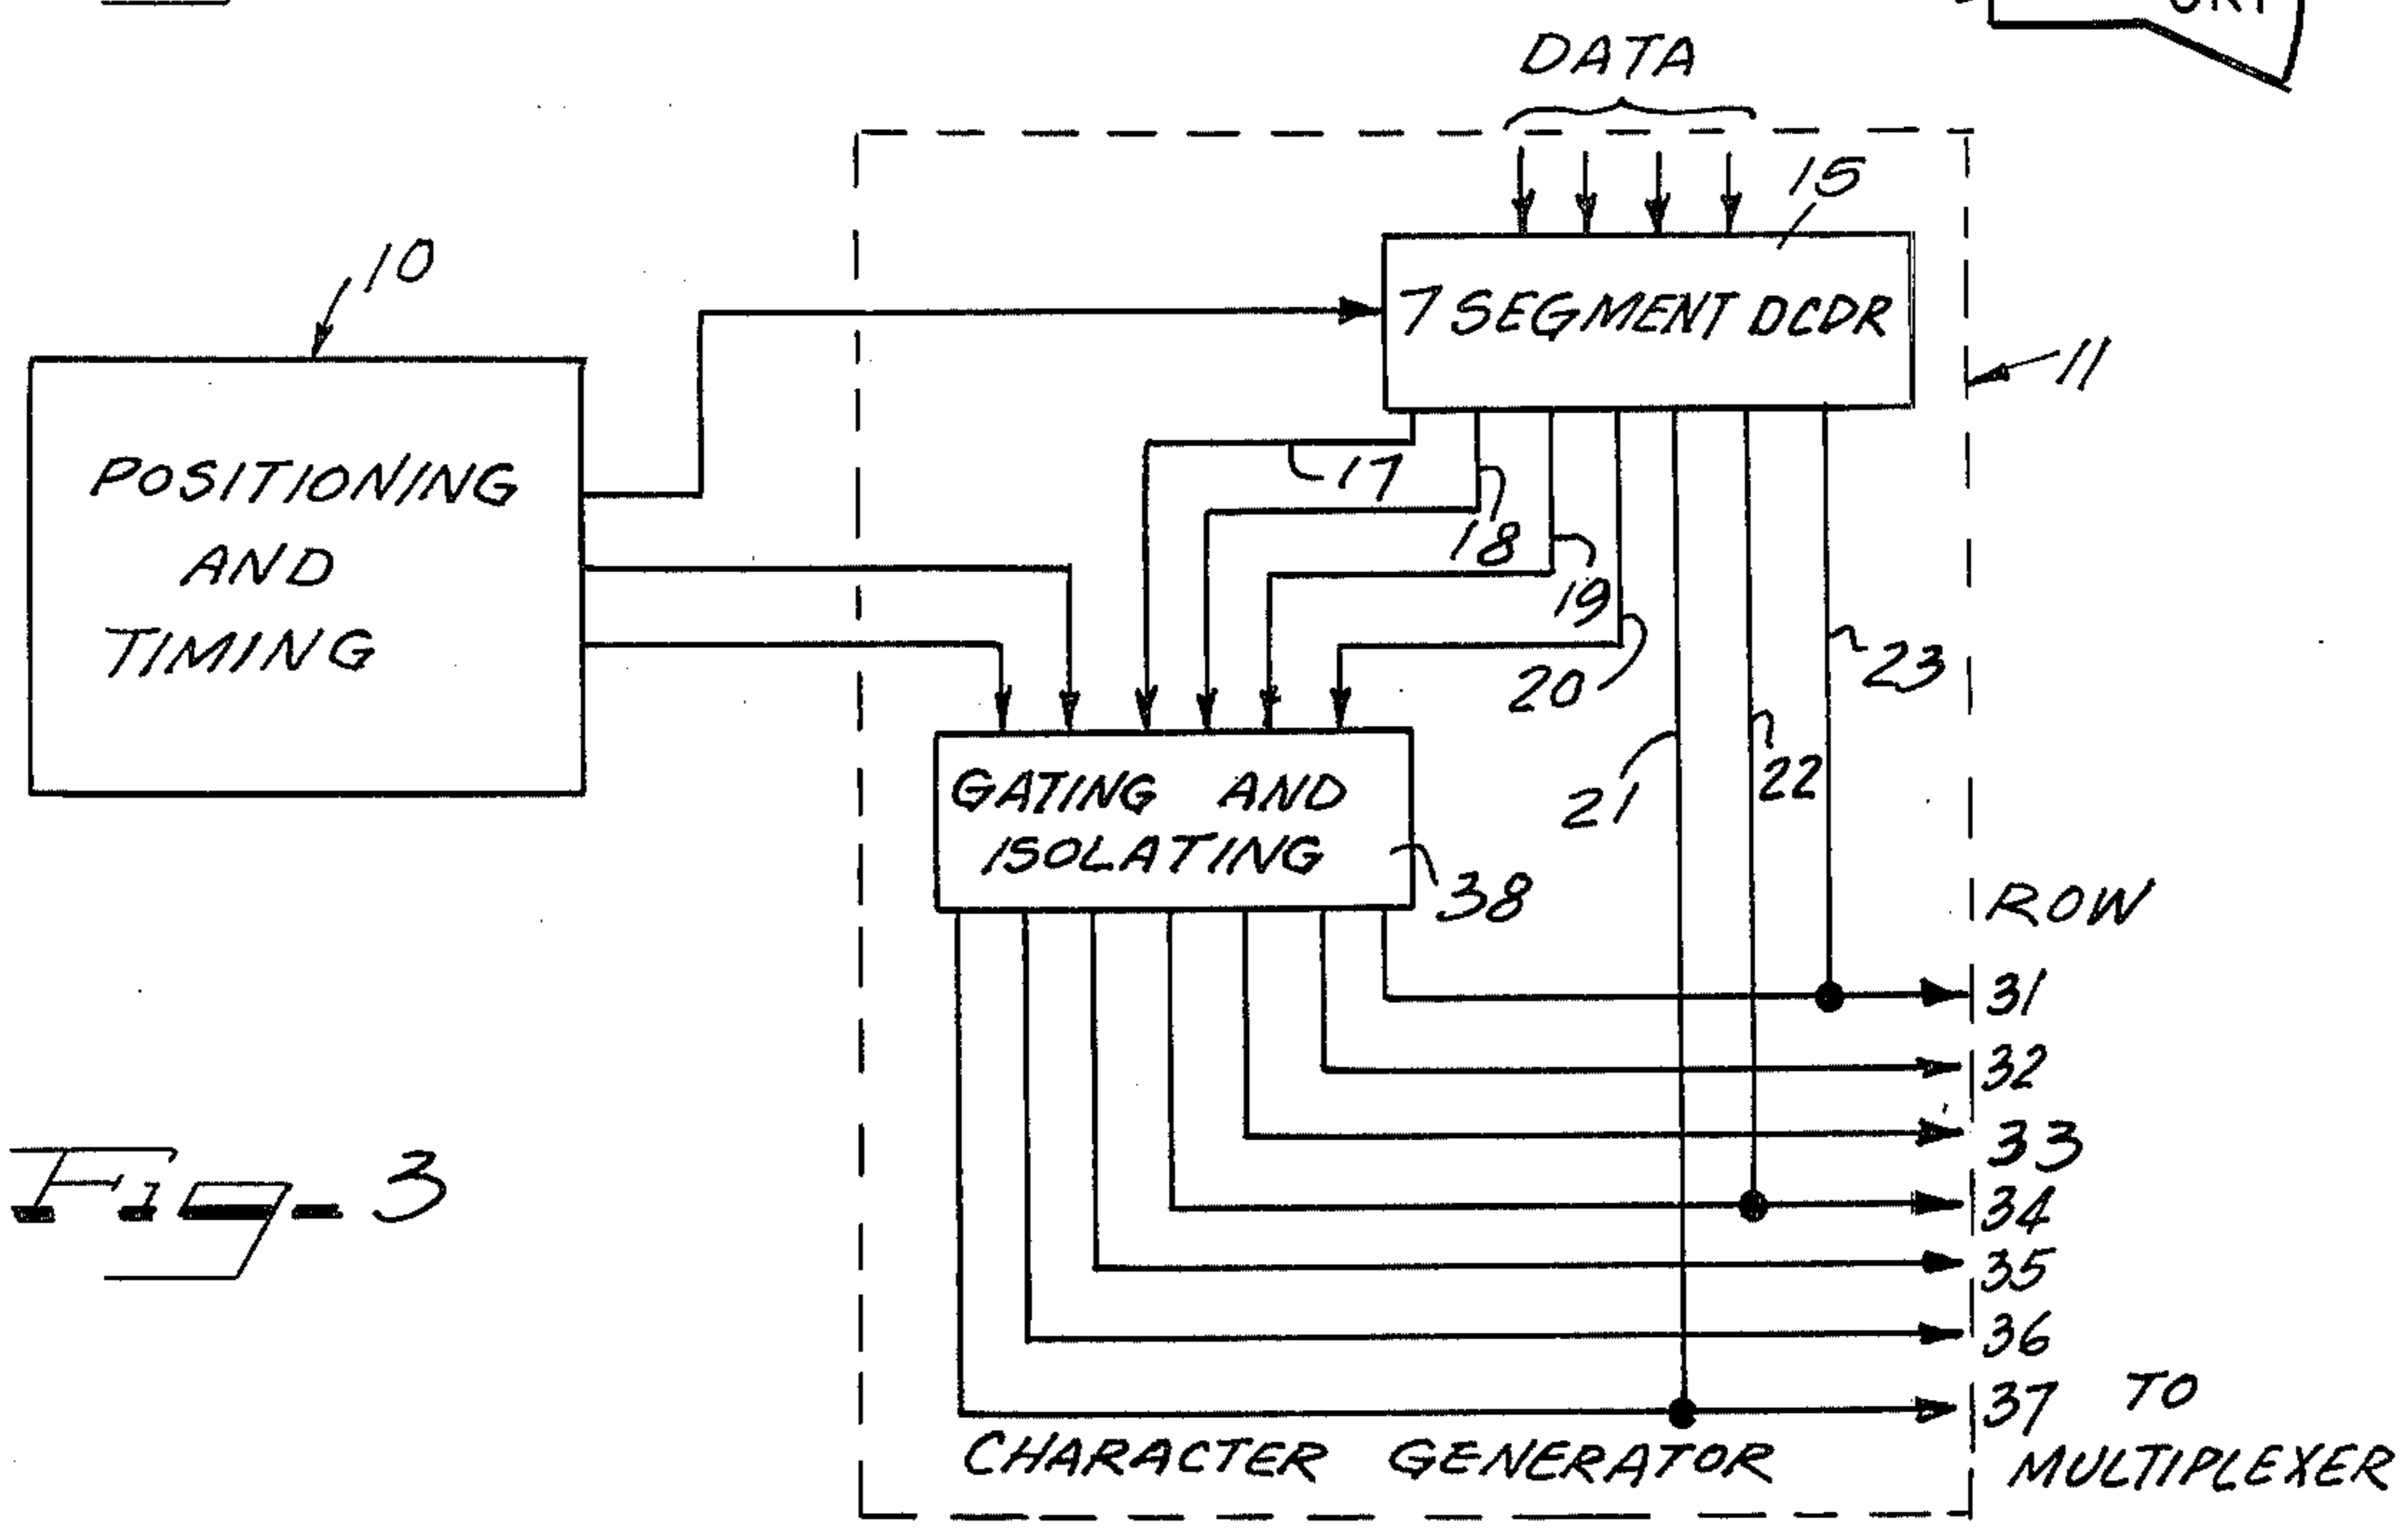 DATA
15
10
7 SEGMENT DCDR
11
POSITIONING
AND
TIMING
17
18
19
20
23
21
22
GATING AND
ISOLATING
38
ROW
31
32
33
34
35
36
37 TO
MULTIPLEXER
CHARACTER GENERATOR
Fig-3